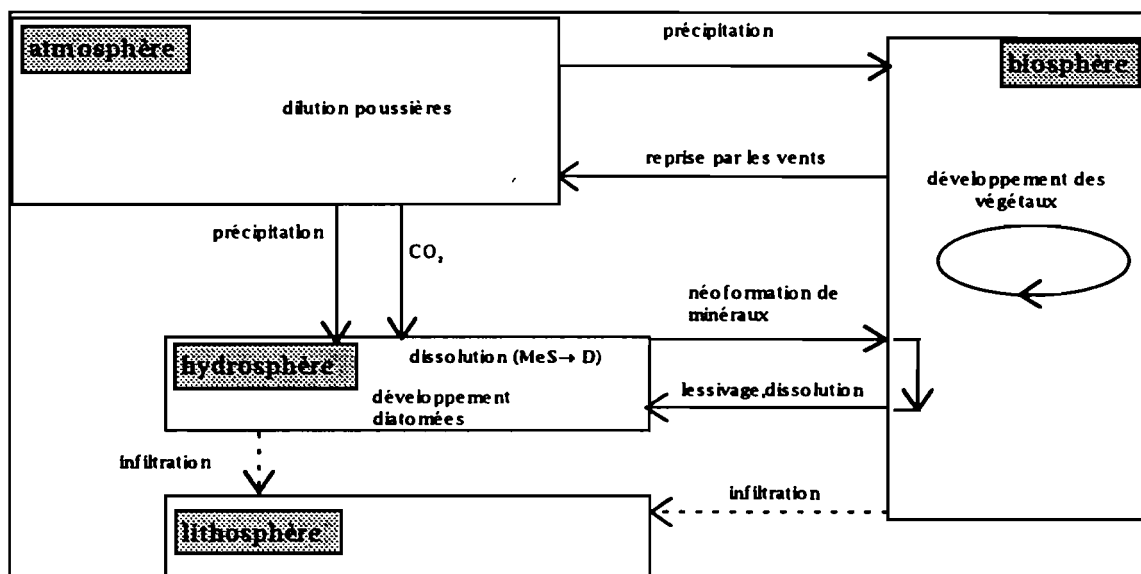 précipitation
atmosphère
biosphère
dilution poussières
reprise par les vents
développement des
végétaux
précipitation
CO₂
néoformation de
minéraux
dissolution (MeS→ D)
hydrosphère
lessivage,dissolution
développement
diatomées
infiltration
infiltration
lithosphère